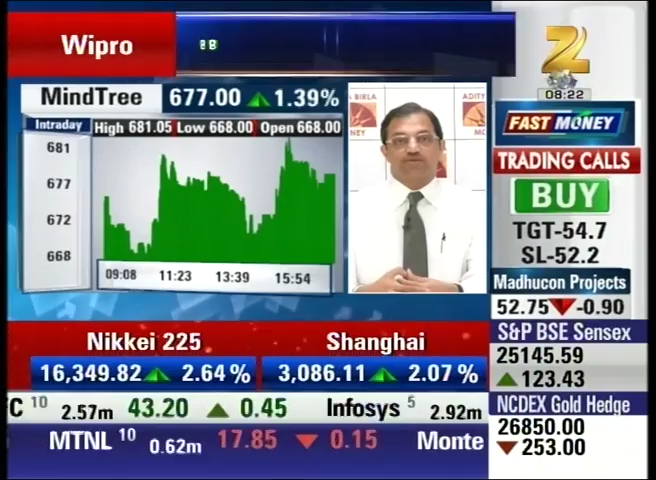 Wipro
Z
08:22
MindTree 677.00 1.39%
Intraday High 681.05 Low 668.00 Open 668.00
681
677
672
668
09:08 11:23 13:39 15:54
BIRLA ADITY
NEY MO
FAST MONEY
TRADING CALLS
BUY
TGT-54.7
SL-52.2
Madhucon Projects
52.75 -0.90
S&P BSE Sensex
25145.59
123.43
NCDEX Gold Hedge
26850.00
253.00
Nikkei 225 Shanghai
16,349.82 2.64% 3,086.11 2.07%
C 10 2.57m 43.20 0.45 Infosys 5 2.92m
MTNL 10 0.62m 17.85 0.15 Monte